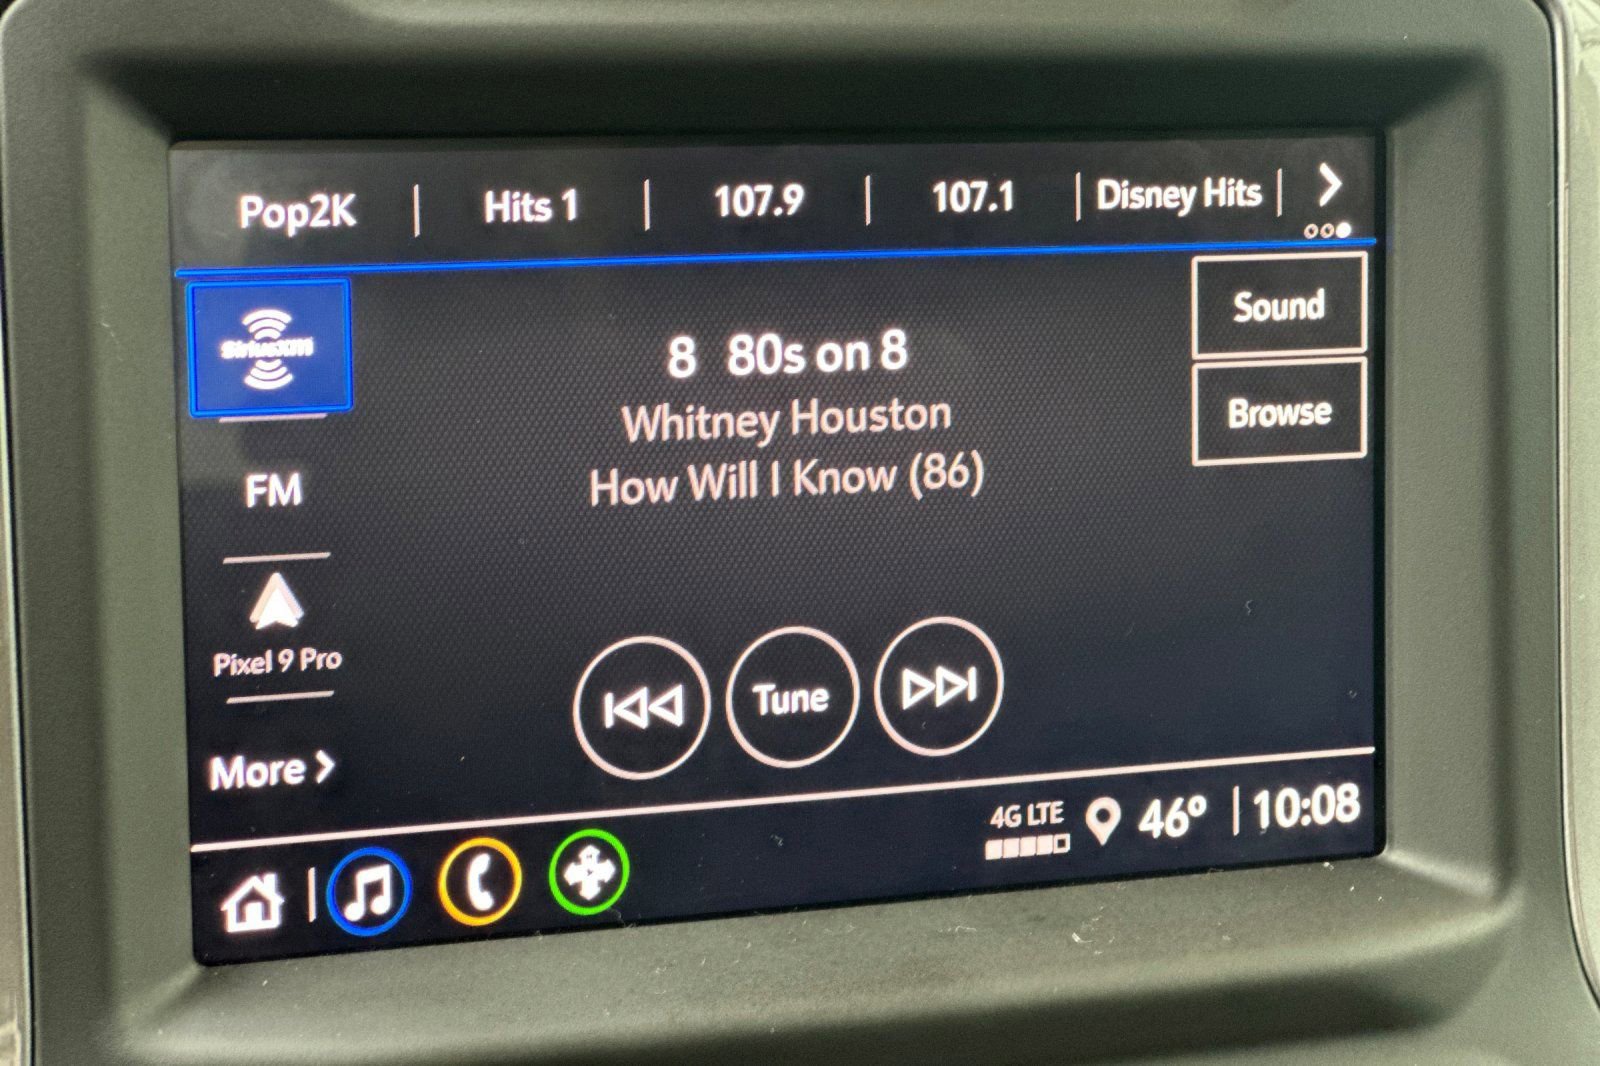 Pop2K | Hits 1 | 107.9 | 107.1 | Disney Hits |
SiriusXM
8 80s on 8
Whitney Houston
How Will I Know (86)
Sound
Browse
FM
Pixel 9 Pro
More
Tune
4G LTE
46° | 10:08